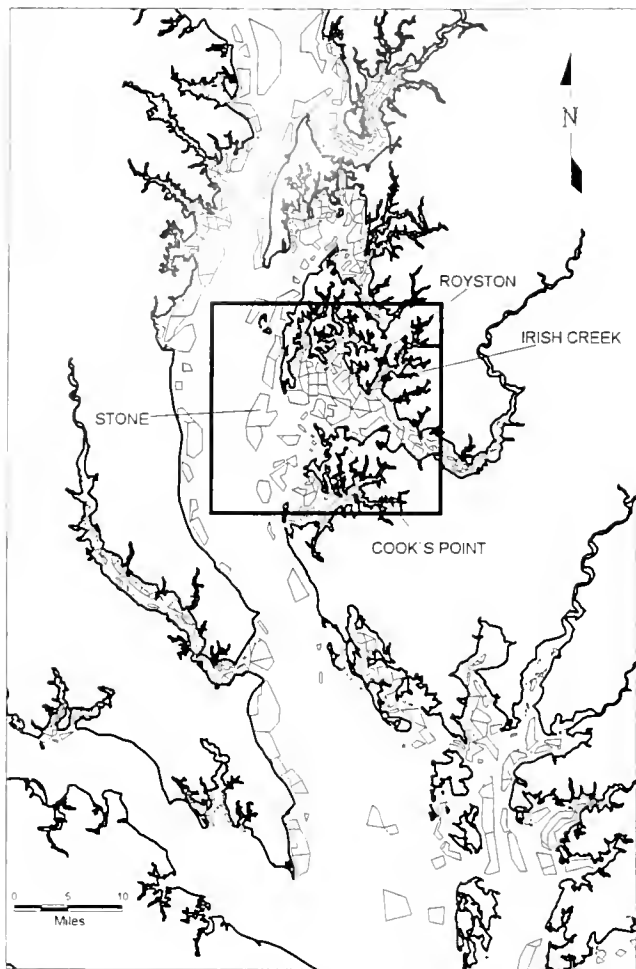 N
ROYSTON
IRISH CREEK
STONE
COOK'S POINT
0 5 10
Miles